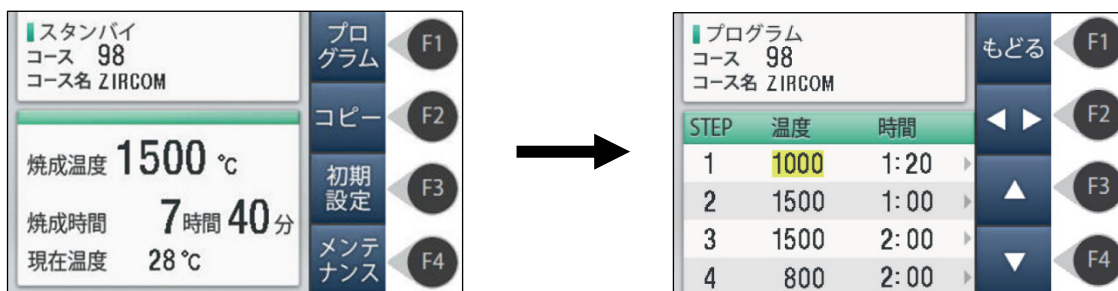 スタンバイ
コース 98
コース名 ZIRCOM
焼成温度 1500 ℃
焼成時間 7時間40分
現在温度 28℃
プロ
グラム
F1
コピー
F2
初期
設定
F3
メンテ
ナンス
F4
プログラム
コース 98
コース名 ZIRCOM
STEP 温度 時間
1 1000 1:20
2 1500 1:00
3 1500 2:00
4 800 2:00
もどる
F1
◀ ▶
F2
▲
F3
▼
F4